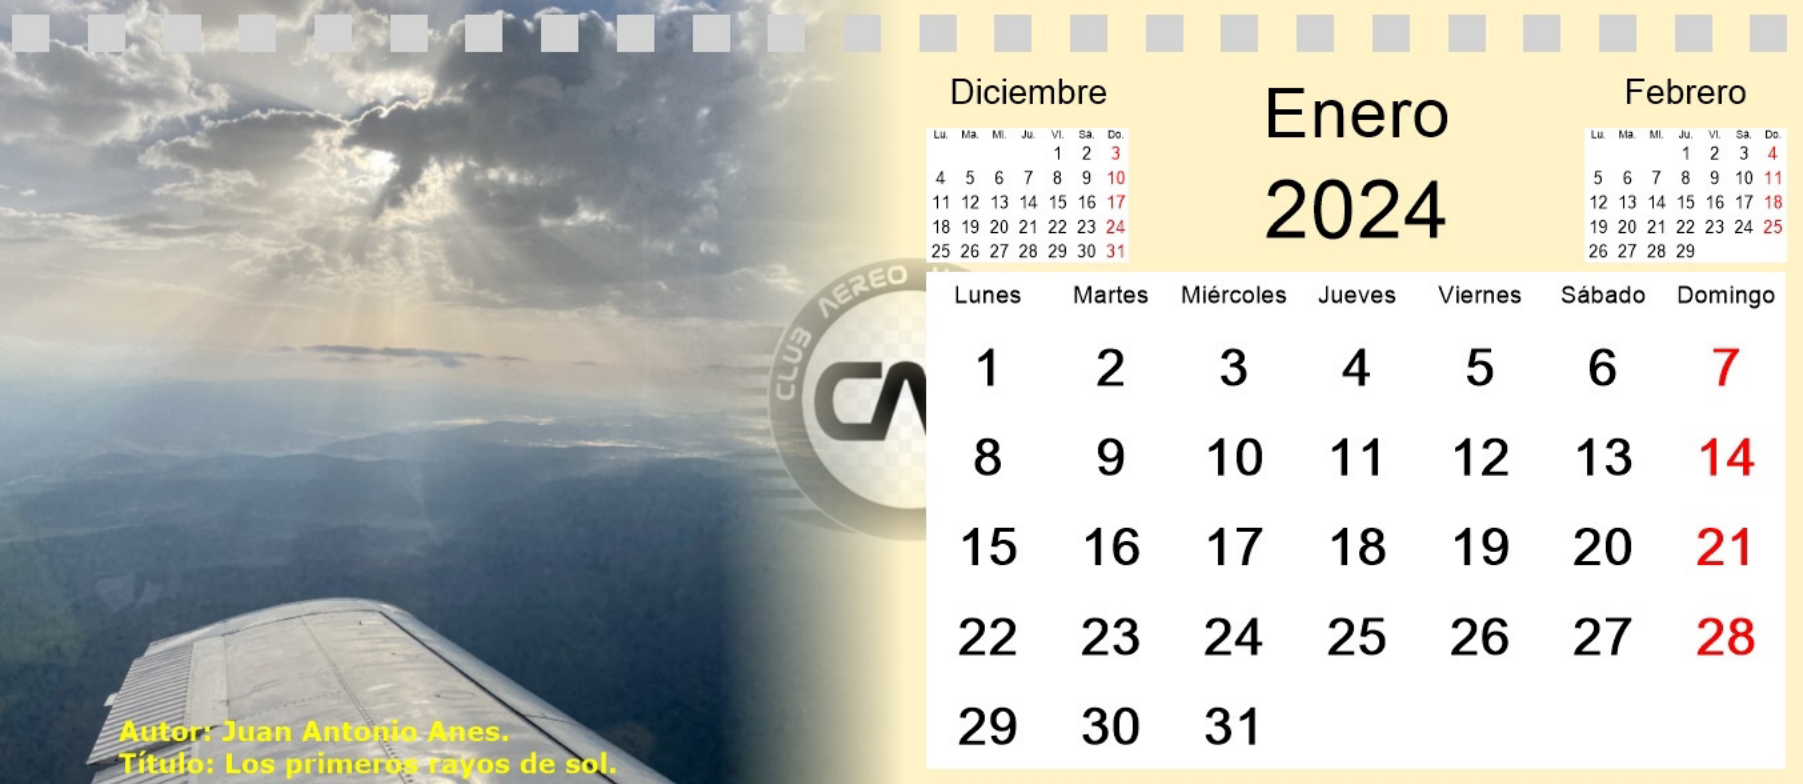 Diciembre
Lu. Ma. Mi. Ju. Vi. Sá. Do.
1 2 3
4 5 6 7 8 9 10
11 12 13 14 15 16 17
18 19 20 21 22 23 24
25 26 27 28 29 30 31
Enero
2024
Febrero
Lu. Ma. Mi. Ju. Vi. Sá. Do.
1 2 3 4
5 6 7 8 9 10 11
12 13 14 15 16 17 18
19 20 21 22 23 24 25
26 27 28 29
CLUB AEREO
CA
Lunes Martes Miércoles Jueves Viernes Sábado Domingo
1 2 3 4 5 6 7
8 9 10 11 12 13 14
15 16 17 18 19 20 21
22 23 24 25 26 27 28
29 30 31
Autor: Juan Antonio Anes.
Título: Los primeros rayos de sol.